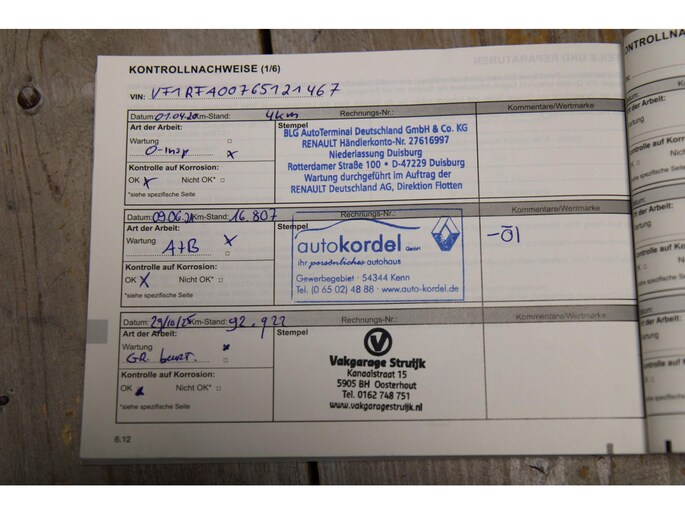 KONTROLLNACHWEISE (1/6)
VIN: VF1RFA00765121467
Datum: 01.04.20 Km-Stand: 4km
Rechnungs-Nr.:
Kommentare/Wertmarke
Art der Arbeit:
Stempel
Wartung
O-Insp X
Kontrolle auf Korrosion:
OK X Nicht OK*
*siehe spezifische Seite
BLG AutoTerminal Deutschland GmbH & Co. KG
RENAULT Händlerkonto-Nr. 27616997
Niederlassung Duisburg
Rotterdamer Straße 100 • D-47229 Duisburg
Wartung durchgeführt im Auftrag der
RENAULT Deutschland AG, Direktion Flotten
Datum: 09.06.21 Km-Stand: 16.807
Rechnungs-Nr.:
Kommentare/Wertmarke
Art der Arbeit:
Wartung X
A+B
Kontrolle auf Korrosion:
OK X Nicht OK*
*siehe spezifische Seite
autokordel GmbH
ihr persönliches autohaus
Gewerbegebiet · 54344 Kenn
Tel. (0 65 02) 48 88 · www.auto-kordel.de
-Öl
Datum: 29/10/25 Km-Stand: 92.922
Rechnungs-Nr.:
Kommentare/Wertmarke
Art der Arbeit:
Stempel
Wartung x
GR. beurt.
Kontrolle auf Korrosion:
OK x Nicht OK*
*siehe spezifische Seite
Vakgarage Struijk
Kanaalstraat 15
5905 BH Oosterhout
Tel. 0162 748 751
www.vakgaragestruijk.nl
6.12